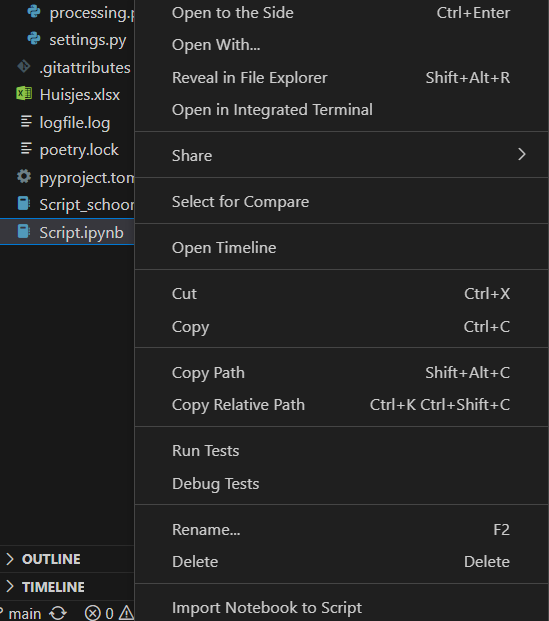 processing.p
settings.py
.gitattributes
Huisjes.xlsx
logfile.log
poetry.lock
pyproject.tom
Script_schoor
Script.ipynb
OUTLINE
TIMELINE
main 0
Open to the Side Ctrl+Enter
Open With...
Reveal in File Explorer Shift+Alt+R
Open in Integrated Terminal
Share
Select for Compare
Open Timeline
Cut Ctrl+X
Copy Ctrl+C
Copy Path Shift+Alt+C
Copy Relative Path Ctrl+K Ctrl+Shift+C
Run Tests
Debug Tests
Rename... F2
Delete Delete
Import Notebook to Script